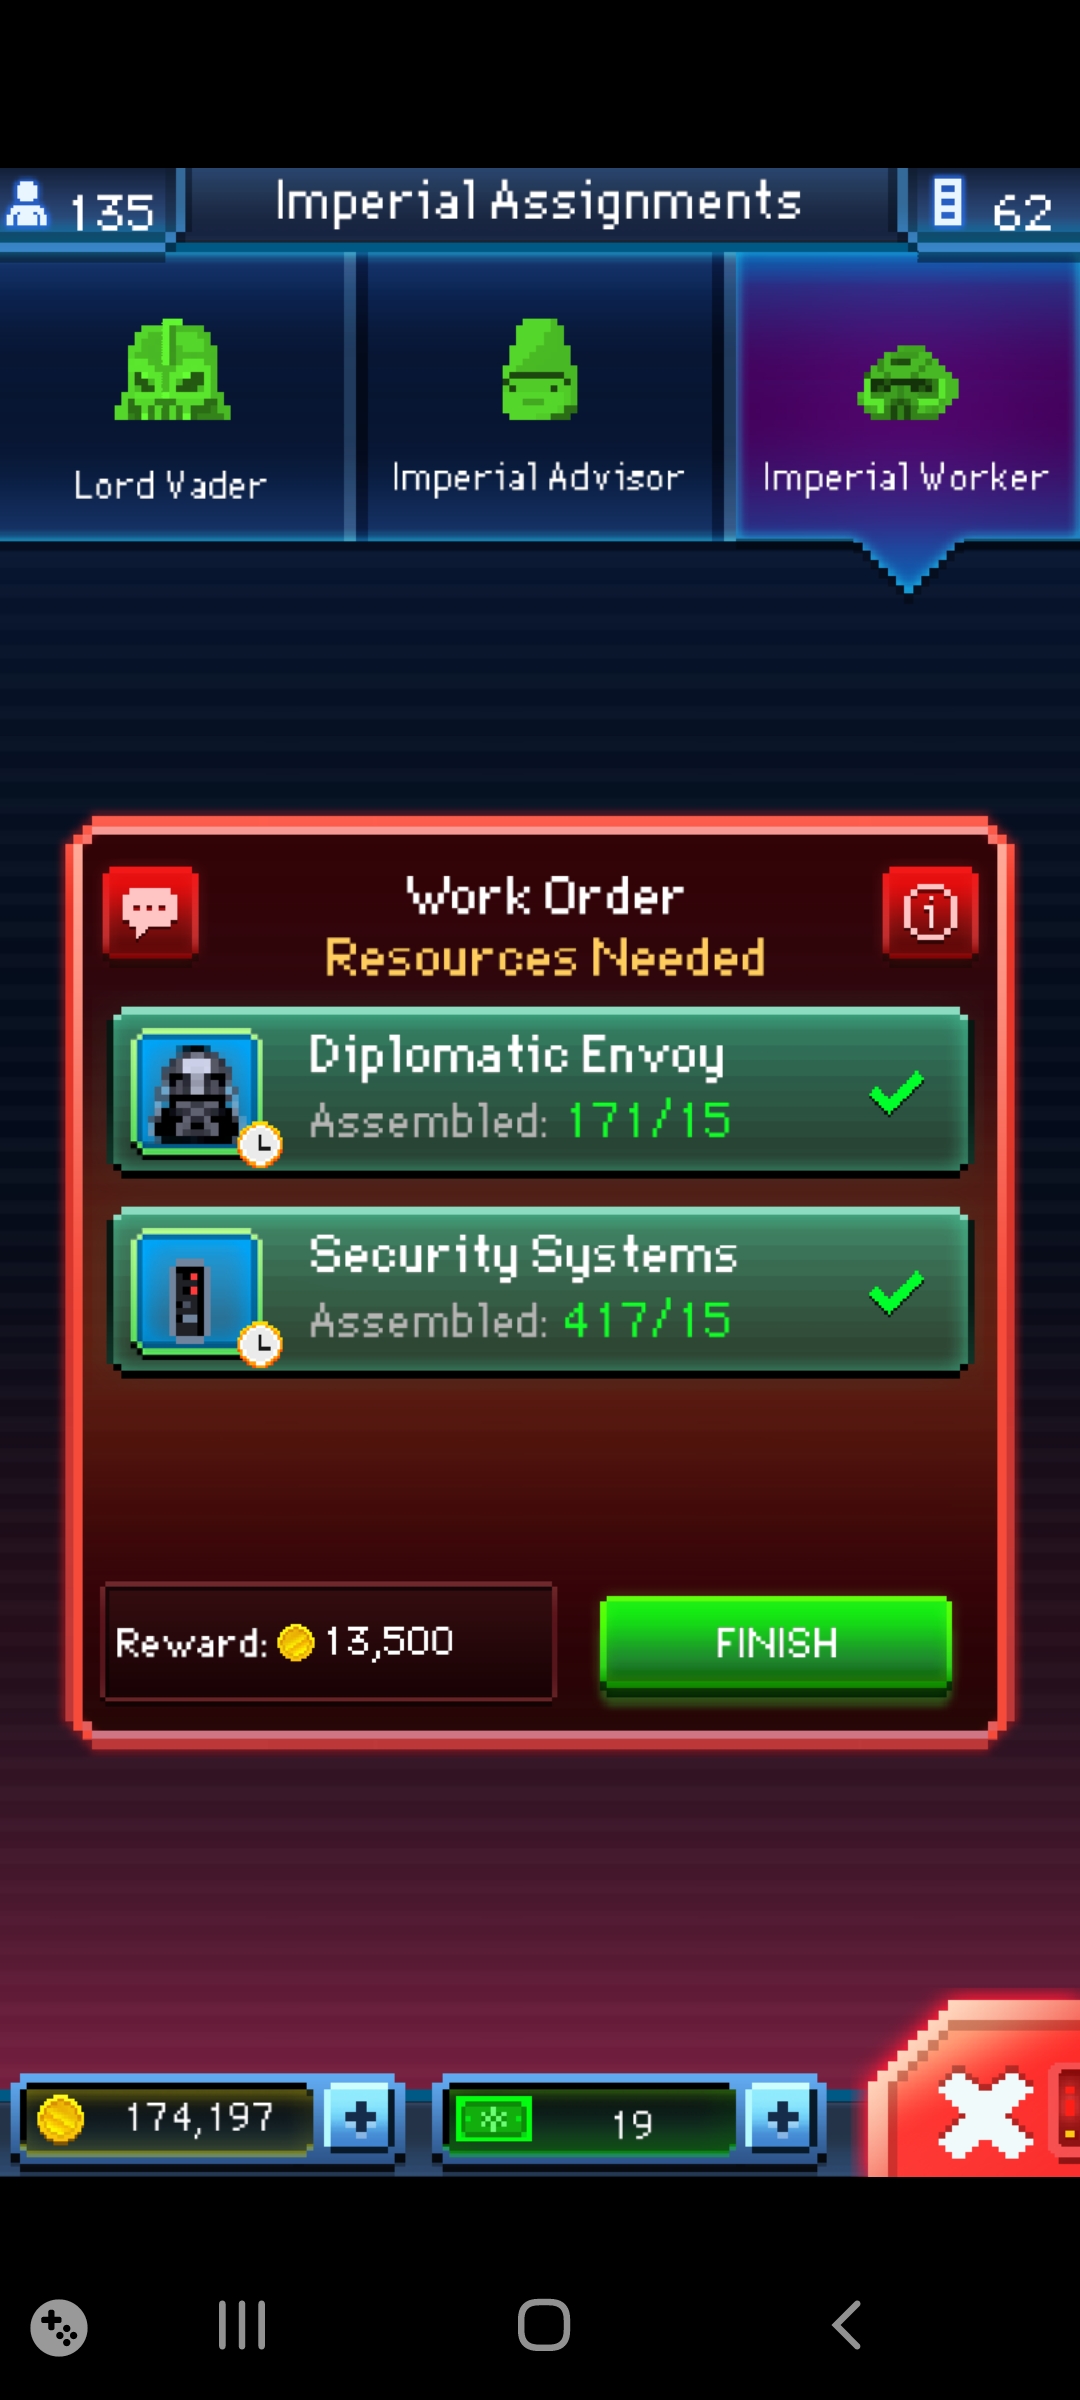 135
Imperial Assignments
62
Lord Vader
Imperial Advisor
Imperial Worker
Work Order
Resources Needed
Diplomatic Envoy
Assembled: 171/15
Security Systems
Assembled: 417/15
Reward: 13,500
FINISH
174,197
19